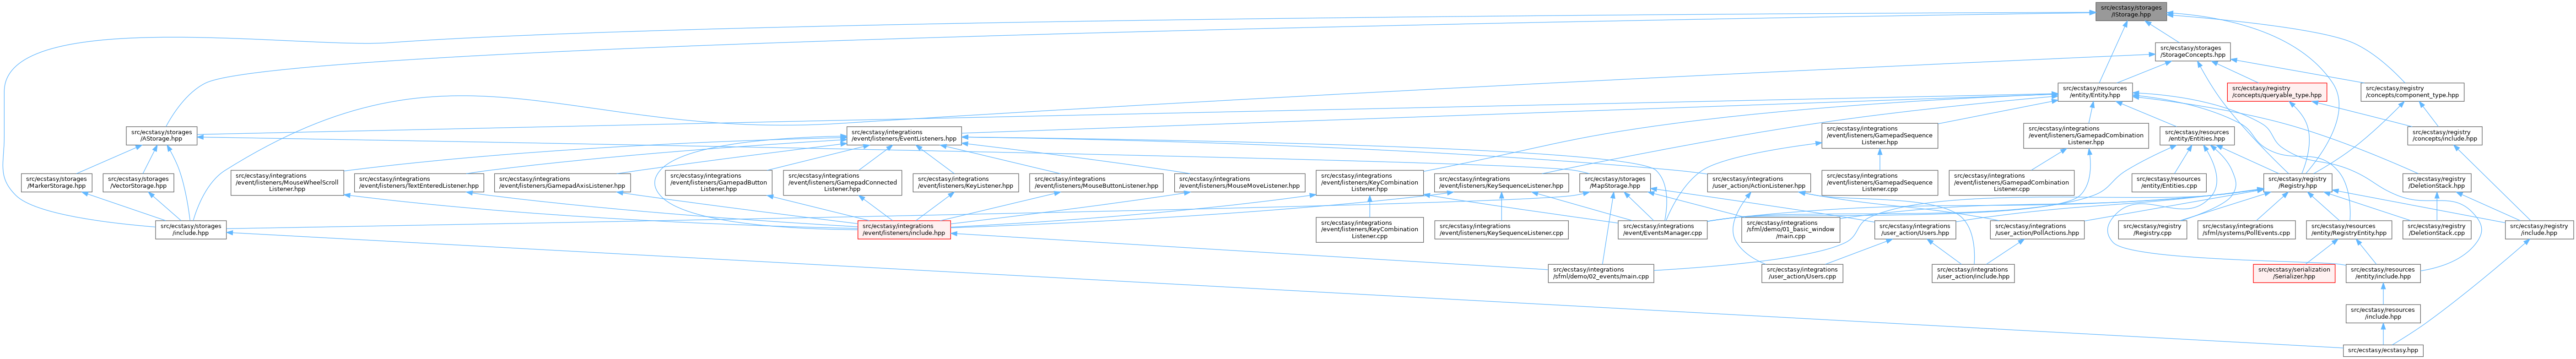 src/ecstasy/storages
/IStorage.hpp
src/ecstasy/storages
/StorageConcepts.hpp
src/ecstasy/resources
/entity/Entity.hpp
src/ecstasy/registry
/concepts/queryable_type.hpp
src/ecstasy/registry
/concepts/component_type.hpp
src/ecstasy/storages
/AStorage.hpp
src/ecstasy/integrations
/event/listeners/EventListeners.hpp
src/ecstasy/integrations
/event/listeners/GamepadSequence
Listener.hpp
src/ecstasy/integrations
/event/listeners/GamepadCombination
Listener.hpp
src/ecstasy/resources
/entity/Entities.hpp
src/ecstasy/registry
/concepts/include.hpp
src/ecstasy/storages
/MarkerStorage.hpp
src/ecstasy/storages
/VectorStorage.hpp
src/ecstasy/integrations
/event/listeners/MouseWheelScroll
Listener.hpp
src/ecstasy/integrations
/event/listeners/TextEnteredListener.hpp
src/ecstasy/integrations
/event/listeners/GamepadAxisListener.hpp
src/ecstasy/integrations
/event/listeners/GamepadButton
Listener.hpp
src/ecstasy/integrations
/event/listeners/GamepadConnected
Listener.hpp
src/ecstasy/integrations
/event/listeners/KeyListener.hpp
src/ecstasy/integrations
/event/listeners/MouseButtonListener.hpp
src/ecstasy/integrations
/event/listeners/MouseMoveListener.hpp
src/ecstasy/integrations
/event/listeners/KeyCombination
Listener.hpp
src/ecstasy/integrations
/event/listeners/KeySequenceListener.hpp
src/ecstasy/storages
/MapStorage.hpp
src/ecstasy/integrations
/user_action/ActionListener.hpp
src/ecstasy/integrations
/event/listeners/GamepadSequence
Listener.cpp
src/ecstasy/integrations
/event/listeners/GamepadCombination
Listener.cpp
src/ecstasy/resources
/entity/Entities.cpp
src/ecstasy/registry
/Registry.hpp
src/ecstasy/registry
/DeletionStack.hpp
src/ecstasy/storages
/include.hpp
src/ecstasy/integrations
/event/listeners/include.hpp
src/ecstasy/integrations
/event/listeners/KeyCombination
Listener.cpp
src/ecstasy/integrations
/event/listeners/KeySequenceListener.cpp
src/ecstasy/integrations
/event/EventsManager.cpp
src/ecstasy/integrations
/sfml/demo/01_basic_window
/main.cpp
src/ecstasy/integrations
/user_action/Users.hpp
src/ecstasy/integrations
/user_action/PollActions.hpp
src/ecstasy/registry
/Registry.cpp
src/ecstasy/integrations
/sfml/systems/PollEvents.cpp
src/ecstasy/resources
/entity/RegistryEntity.hpp
src/ecstasy/registry
/DeletionStack.cpp
src/ecstasy/registry
/include.hpp
src/ecstasy/integrations
/sfml/demo/02_events/main.cpp
src/ecstasy/integrations
/user_action/Users.cpp
src/ecstasy/integrations
/user_action/include.hpp
src/ecstasy/serialization
/Serializer.hpp
src/ecstasy/resources
/entity/include.hpp
src/ecstasy/resources
/include.hpp
src/ecstasy/ecstasy.hpp